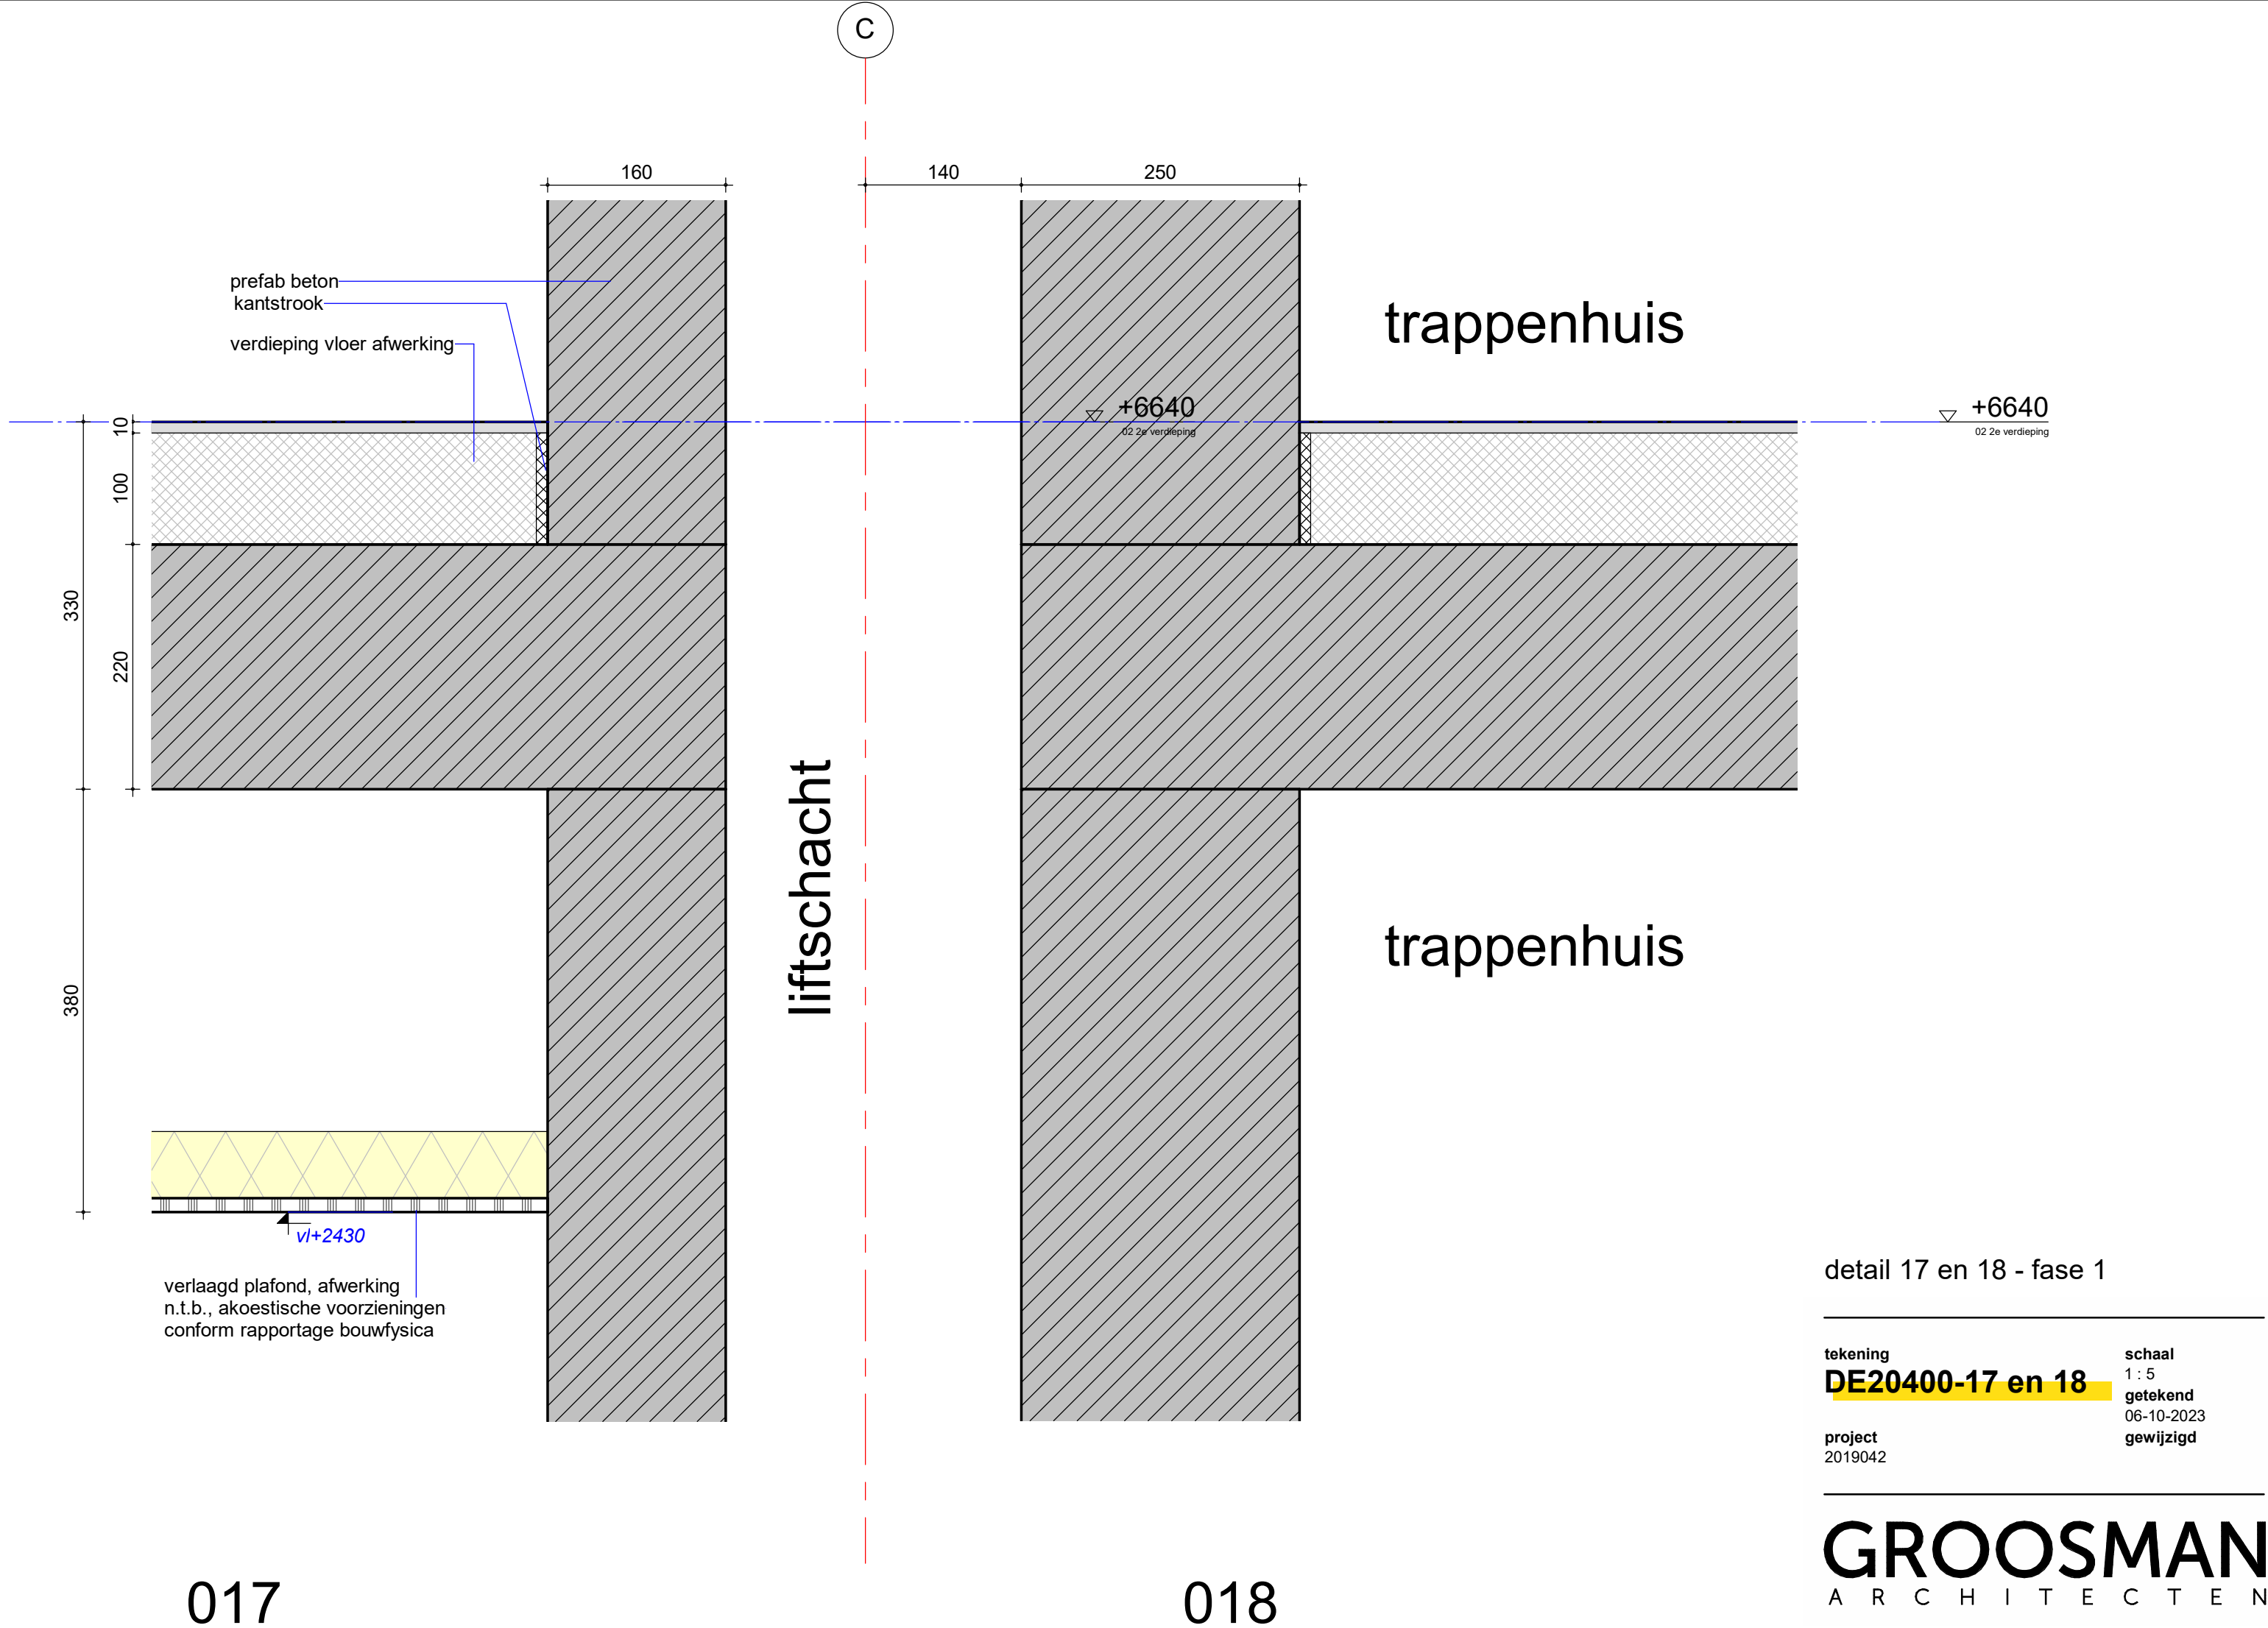 C
160
140
250
prefab beton
kantstrook
verdieping vloer afwerking
trappenhuis
+6640
02 2e verdieping
+6640
02 2e verdieping
10
100
330
220
380
liftschacht
trappenhuis
vl+2430
verlaagd plafond, afwerking
n.t.b., akoestische voorzieningen
conform rapportage bouwfysica
017
018
detail 17 en 18 - fase 1
tekening
DE20400-17 en 18
schaal
1 : 5
getekend
06-10-2023
gewijzigd
project
2019042
GROOSMAN
ARCHITECTEN